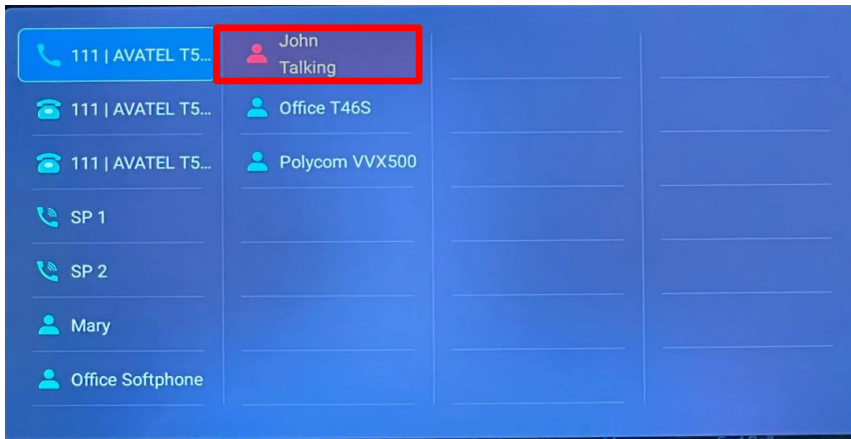 111 | AVATEL T5...
111 | AVATEL T5...
111 | AVATEL T5...
SP 1
SP 2
Mary
Office Softphone
John
Talking
Office T46S
Polycom VVX500